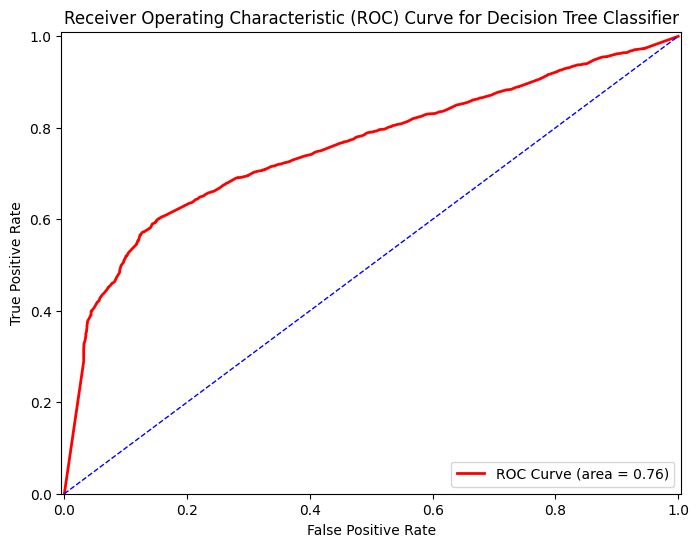 Receiver Operating Characteristic (ROC) Curve for Decision Tree Classifier
1.0
0.8
0.6
0.4
0.2
0.0
True Positive Rate
0.0 0.2 0.4 0.6 0.8 1.0
False Positive Rate
ROC Curve (area = 0.76)